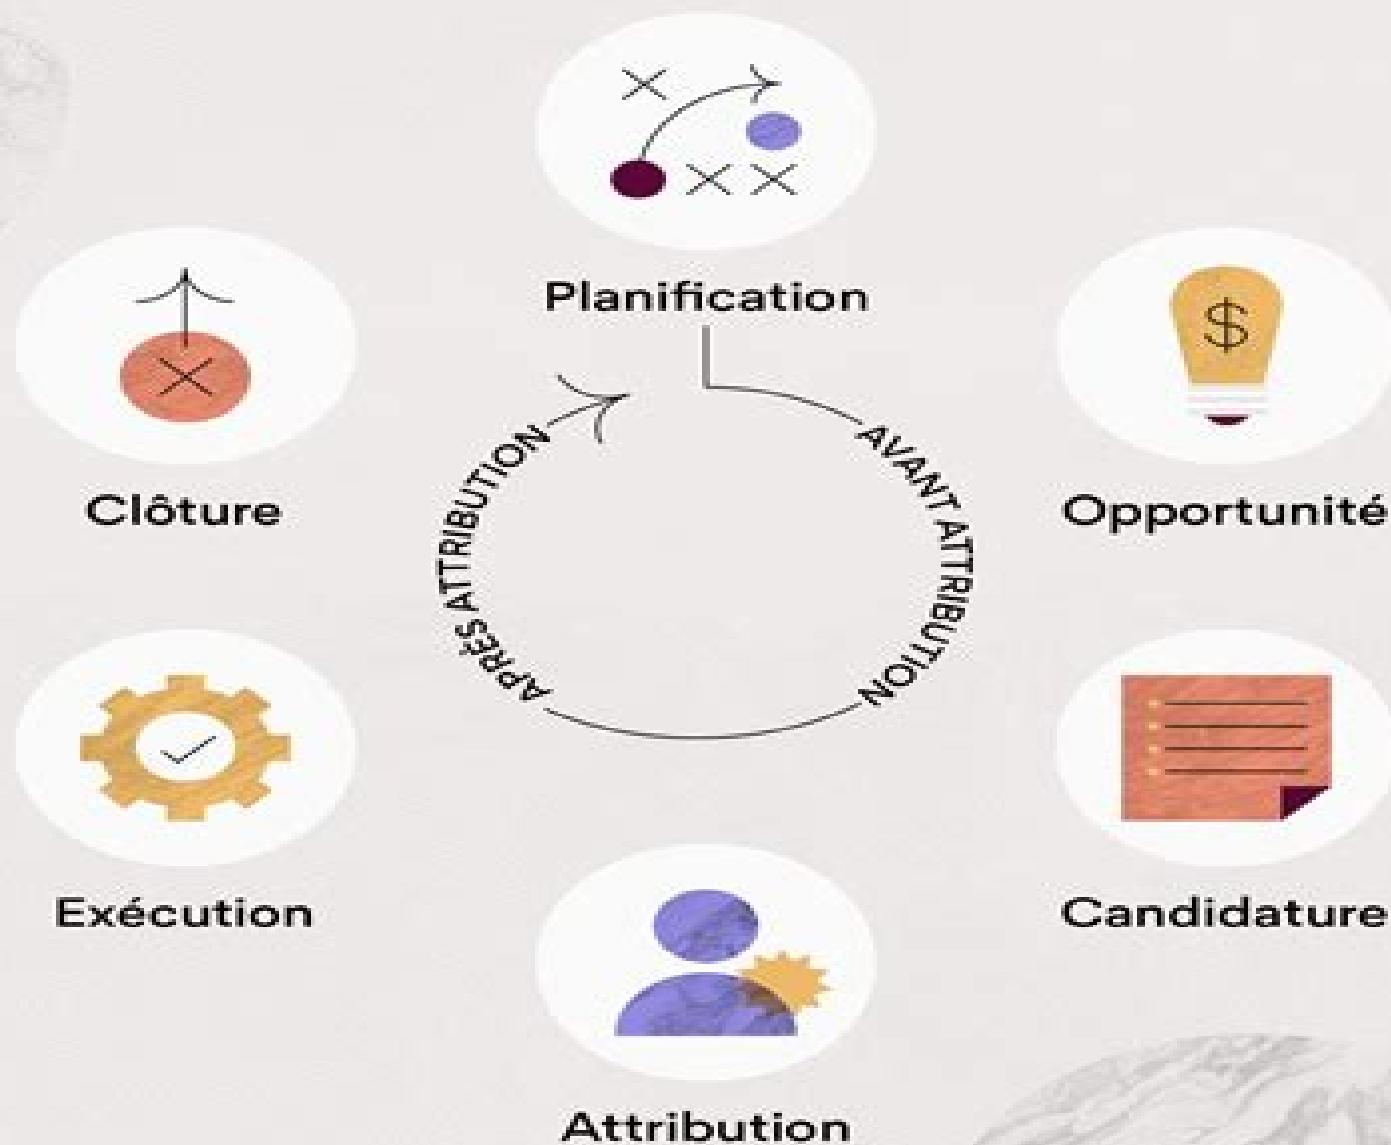 Planification
Opportunité
Candidature
Attribution
Exécution
Clôture
AVANT ATTRIBUTION
APRÈS ATTRIBUTION
$